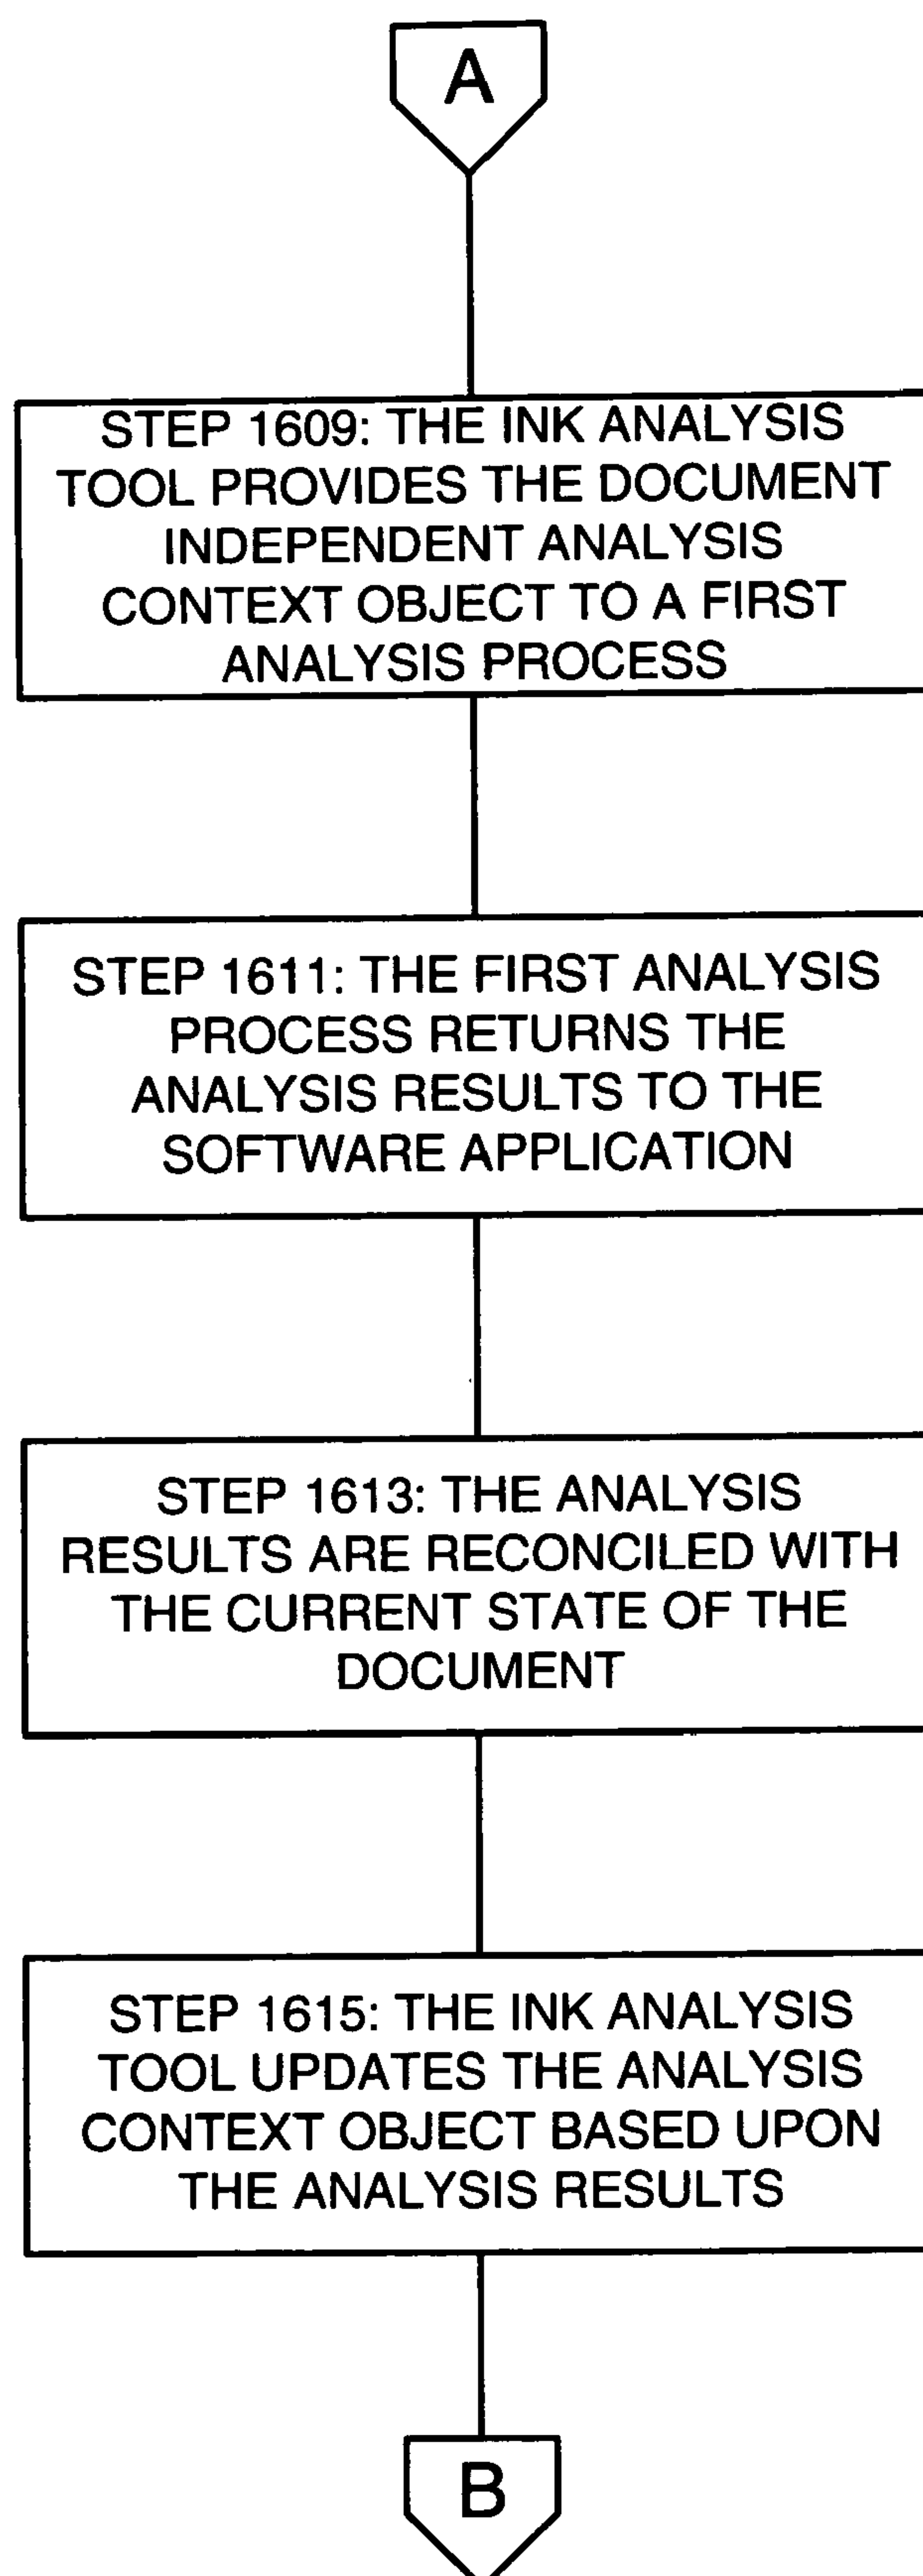 A
STEP 1609: THE INK ANALYSIS
TOOL PROVIDES THE DOCUMENT
INDEPENDENT ANALYSIS
CONTEXT OBJECT TO A FIRST
ANALYSIS PROCESS
STEP 1611: THE FIRST ANALYSIS
PROCESS RETURNS THE
ANALYSIS RESULTS TO THE
SOFTWARE APPLICATION
STEP 1613: THE ANALYSIS
RESULTS ARE RECONCILED WITH
THE CURRENT STATE OF THE
DOCUMENT
STEP 1615: THE INK ANALYSIS
TOOL UPDATES THE ANALYSIS
CONTEXT OBJECT BASED UPON
THE ANALYSIS RESULTS
B